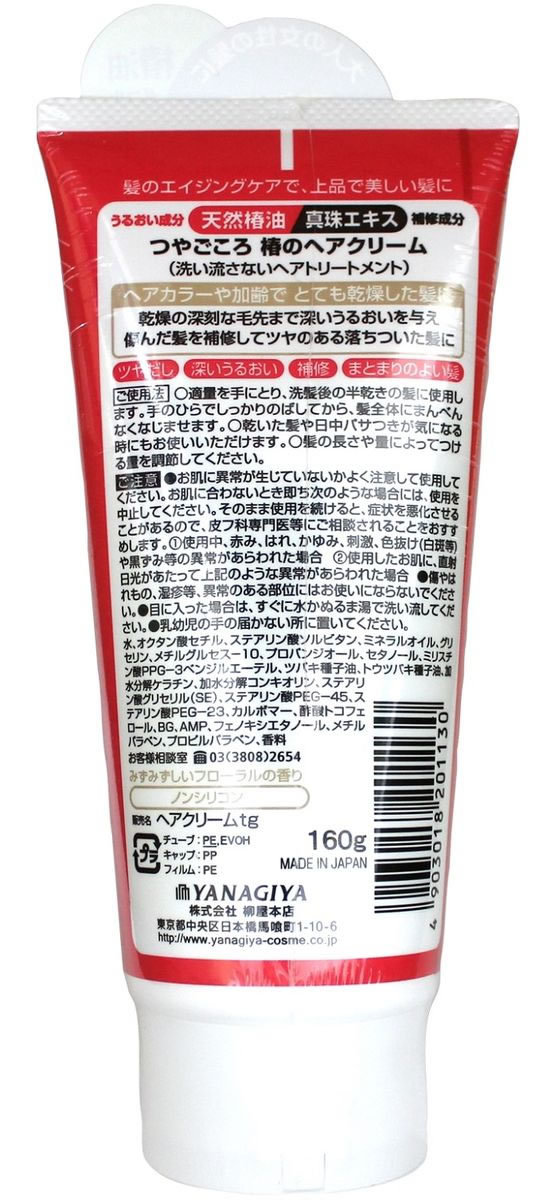 大人の女性の髪に
椿油
髪のエイジングケアで、上品で美しい髪に
うるおい成分 天然椿油 真珠エキス 補修成分
つやごころ 椿のヘアクリーム
(洗い流さないヘアトリートメント)
ヘアカラーや加齢で とても乾燥した髪に
乾燥の深刻な毛先まで深いうるおいを与え
傷んだ髪を補修してツヤのある落ちついた髪に
ツヤだし 深いうるおい 補修 まとまりのよい髪
ご使用法 ○適量を手にとり、洗髪後の半乾きの髪に使用し
ます。手のひらでしっかりのばしてから、髪全体にまんべん
なくなじませます。○乾いた髪や日中パサつきが気になる
時にもお使いいただけます。○髪の長さや量によってつけ
る量を調節してください。
ご注意 ●お肌に異常が生じていないかよく注意して使用して
ください。お肌に合わないとき即ち次のような場合には、使用を
中止してください。そのまま使用を続けると、症状を悪化させる
ことがあるので、皮フ科専門医等にご相談されることをおすす
めします。①使用中、赤み、はれ、かゆみ、刺激、色抜け(白斑等)
や黒ずみ等の異常があらわれた場合 ②使用したお肌に、直射
日光があたって上記のような異常があらわれた場合 ●傷やは
れもの、湿疹等、異常のある部位にはお使いにならないでくださ
い。●目に入った場合は、すぐに水かぬるま湯で洗い流してくだ
さい。●乳幼児の手の届かない所に置いてください。
水、オクタン酸セチル、ステアリン酸ソルビタン、ミネラルオイル、グリ
セリン、メチルグルセス-10、プロパンジオール、セタノール、ミリスチ
ン酸PPG-3ベンジルエーテル、ツバキ種子油、トウツバキ種子油、加
水分解ケラチン、加水分解コンキオリン、ステアリ
ン酸グリセリル(SE)、ステアリン酸PEG-45、ス
テアリン酸PEG-23、カルボマー、酢酸トコフェ
ロール、BG、AMP、フェノキシエタノール、メチル
パラベン、プロピルパラベン、香料
お客様相談室 ☎03(3808)2654
みずみずしいフローラルの香り
ノンシリコン
販売名 ヘアクリームtg
プラ
チューブ:PE,EVOH
キャップ:PP
フィルム:PE
160g
MADE IN JAPAN
YANAGIYA
株式会社 柳屋本店
東京都中央区日本橋馬喰町1-10-6
http://www.yanagiya-cosme.co.jp
4 903018 201130